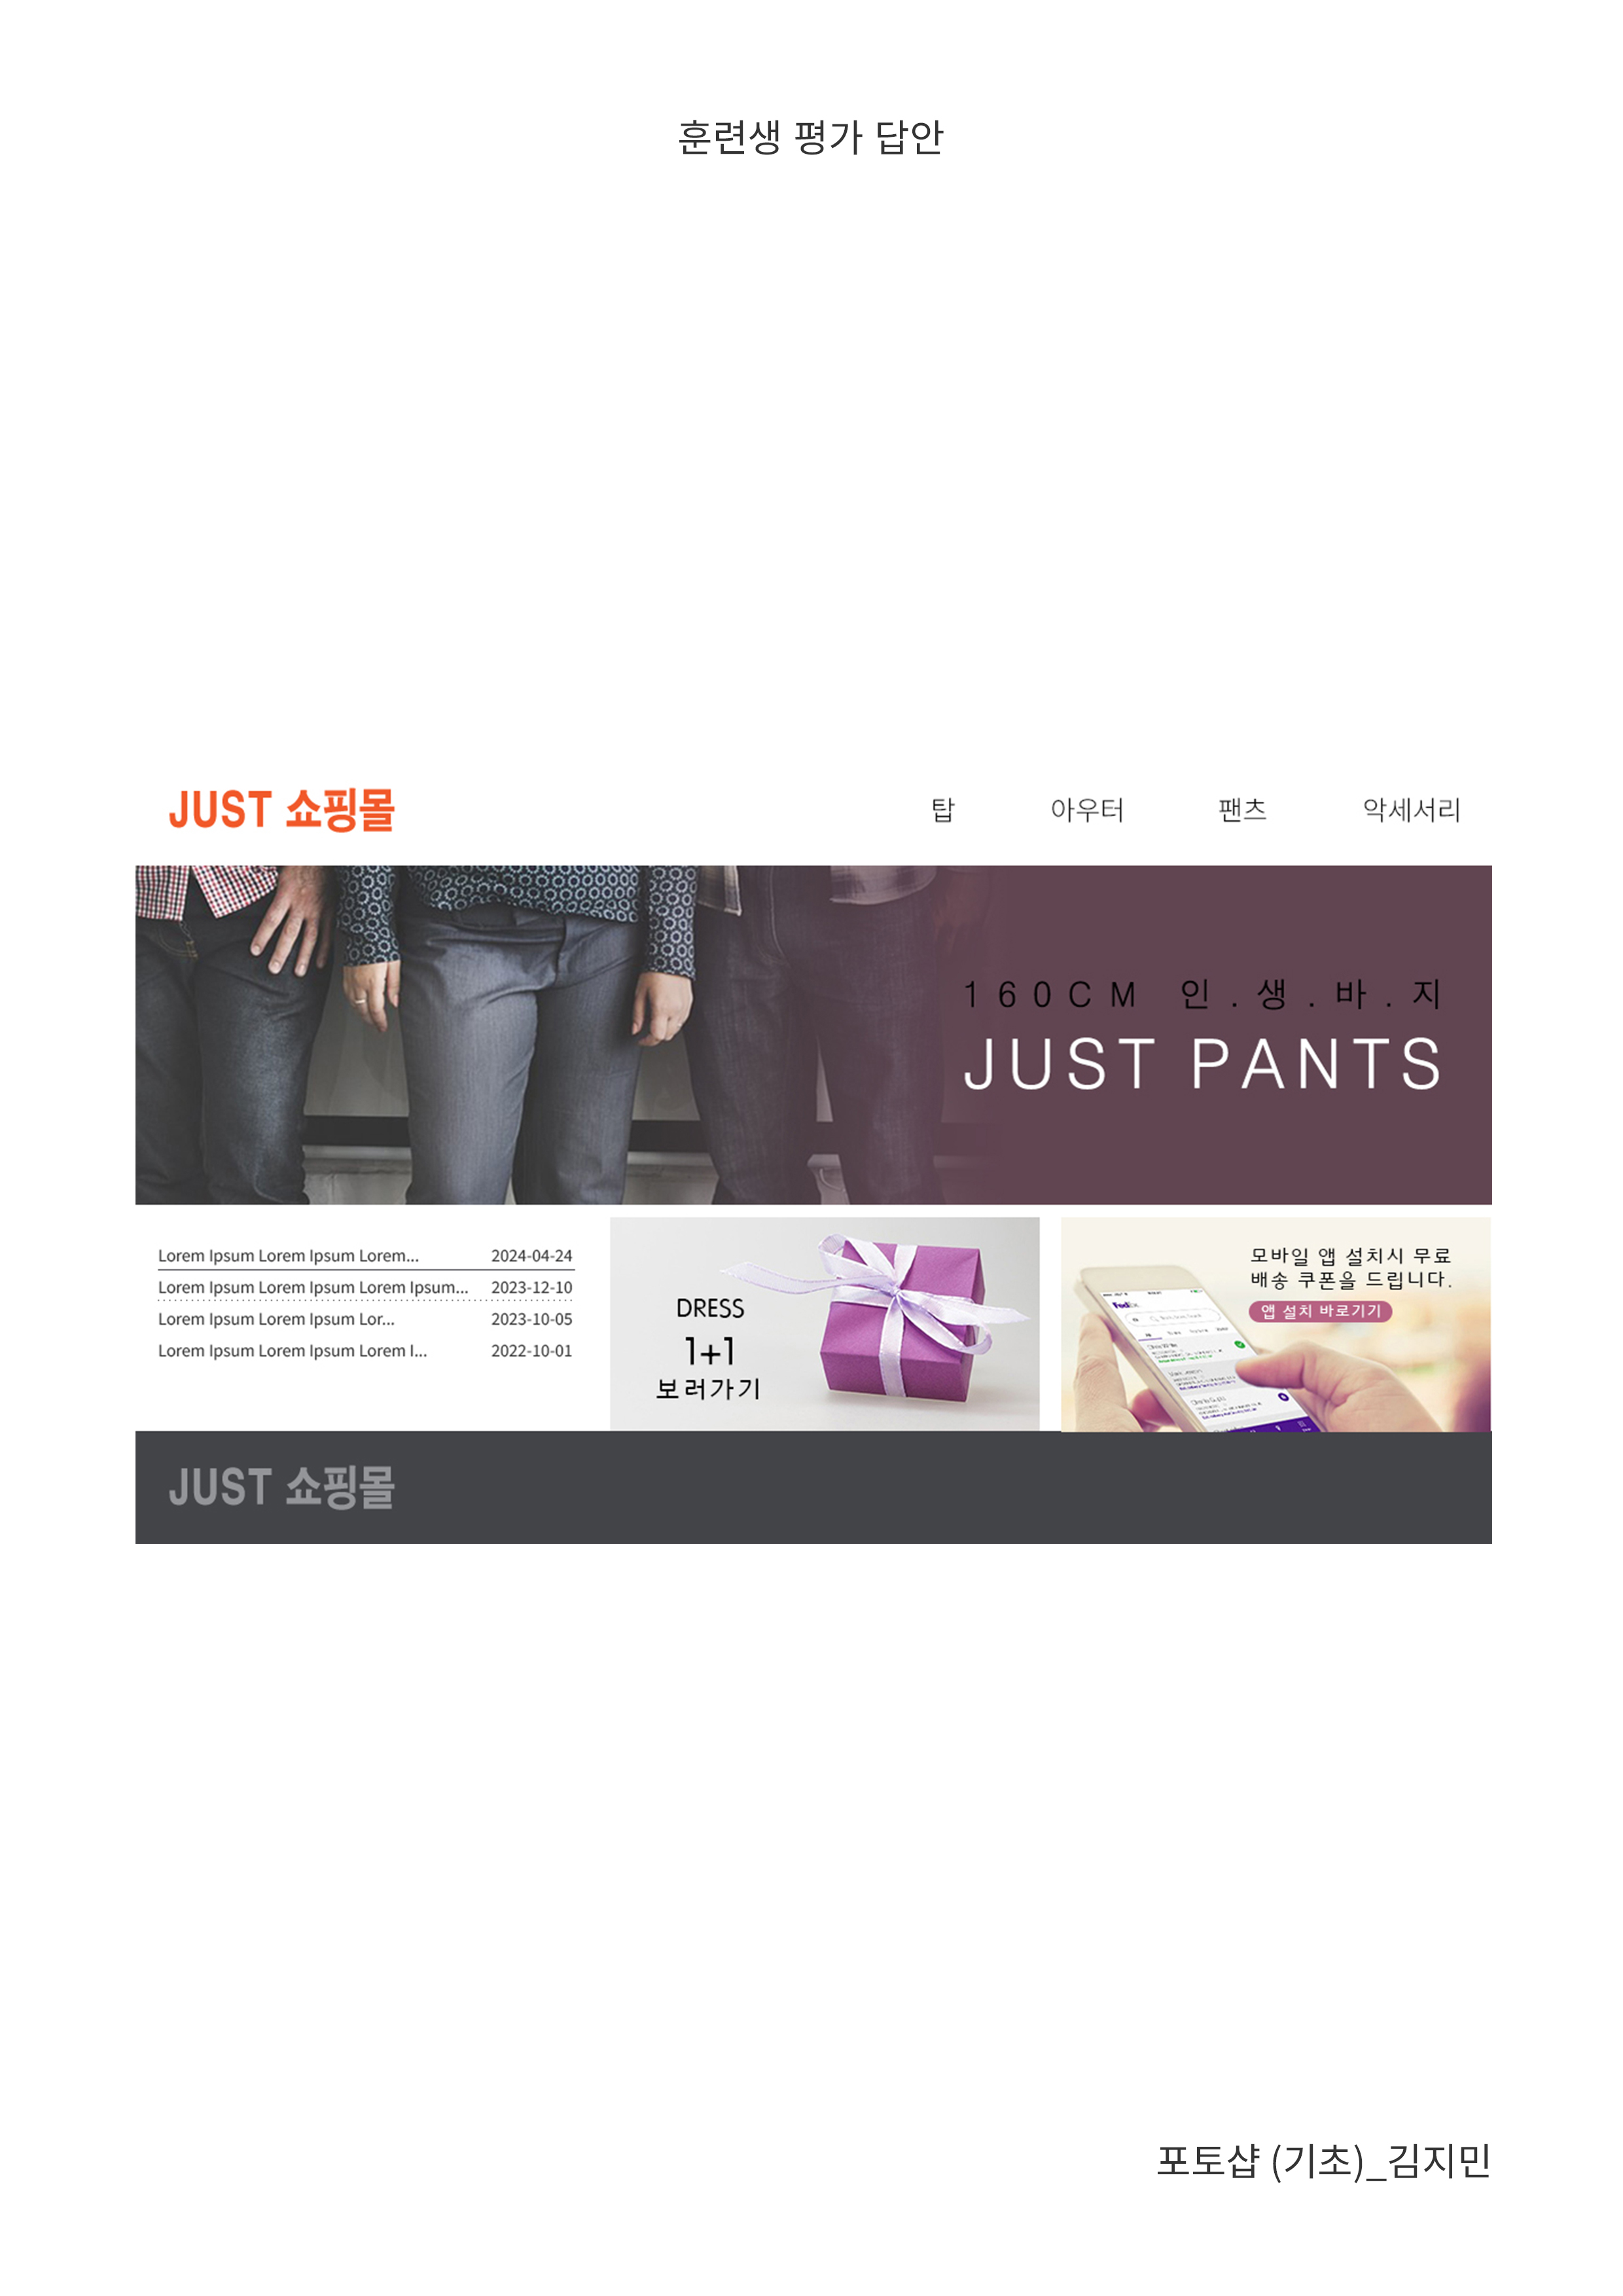 훈련생 평가 답안
JUST 쇼핑몰
탑 아우터 팬츠 악세서리
160CM 인.생.바.지
JUST PANTS
Lorem Ipsum Lorem Ipsum Lorem... 2024-04-24
Lorem Ipsum Lorem Ipsum Lorem Ipsum... 2023-12-10
Lorem Ipsum Lorem Ipsum Lor... 2023-10-05
Lorem Ipsum Lorem Ipsum Lorem I... 2022-10-01
DRESS
1+1
보러가기
모바일 앱 설치시 무료
배송 쿠폰을 드립니다.
앱 설치 바로기기
JUST 쇼핑몰
포토샵 (기초)_김지민